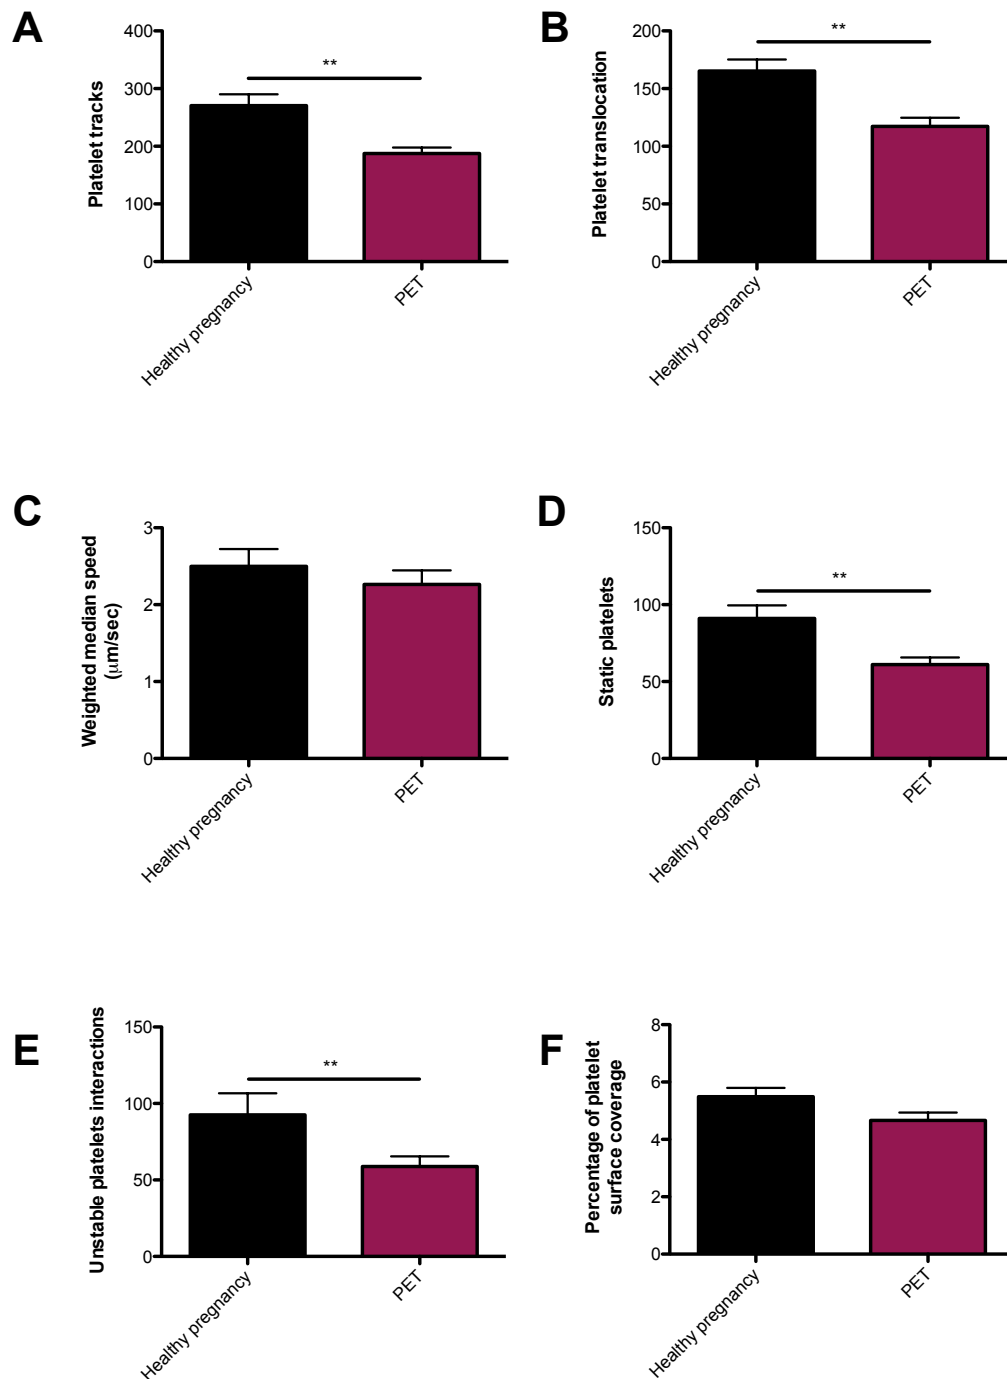 A
Platelet tracks
400
300
200
100
0
**
Healthy pregnancy
PET
B
Platelet translocation
200
150
100
50
0
**
Healthy pregnancy
PET
C
Weighted median speed
(μm/sec)
3
2
1
0
Healthy pregnancy
PET
D
Static platelets
150
100
50
0
**
Healthy pregnancy
PET
E
Unstable platelets interactions
150
100
50
0
**
Healthy pregnancy
PET
F
Percentage of platelet
surface coverage
8
6
4
2
0
Healthy pregnancy
PET